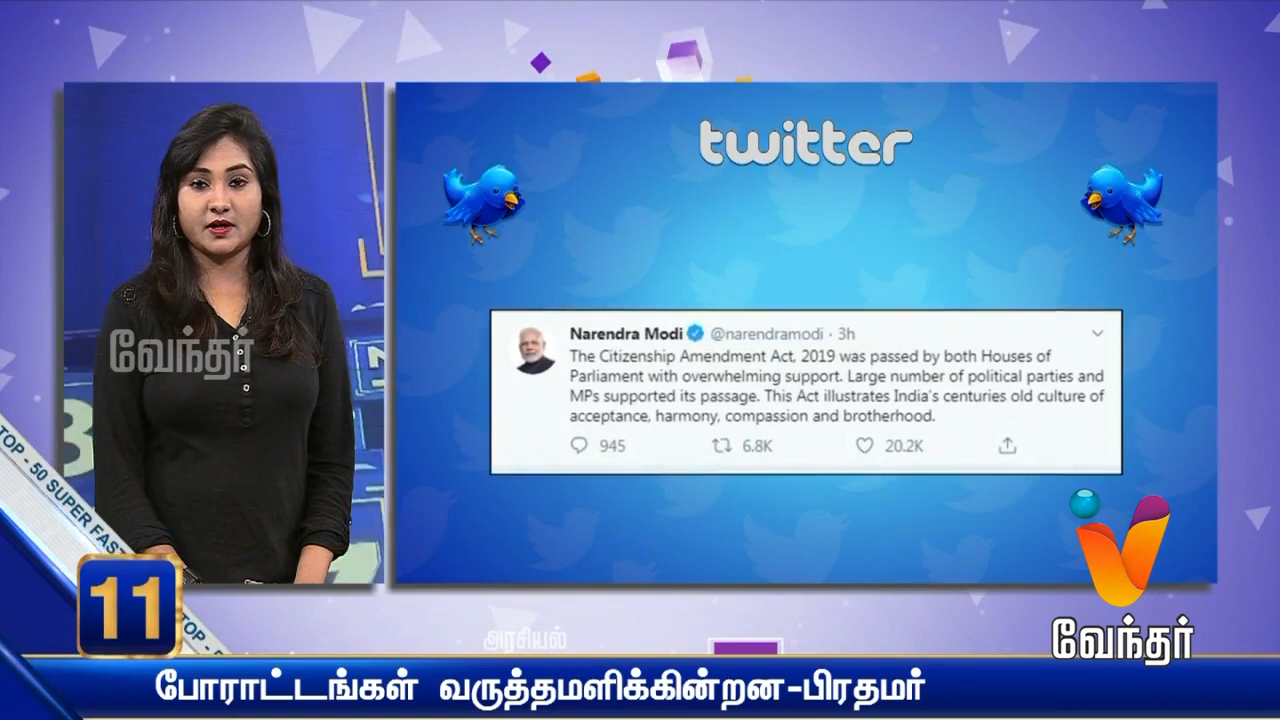 twitter
Narendra Modi @narendramodi · 3h
The Citizenship Amendment Act, 2019 was passed by both Houses of
Parliament with overwhelming support. Large number of political parties and
MPs supported its passage. This Act illustrates India's centuries old culture of
acceptance, harmony, compassion and brotherhood.
945 6.8K 20.2K
வேந்தர்
TOP - 50 SUPER FAST
11
TOP -
அரசியல்
வேந்தர்
போராட்டங்கள் வருத்தமளிக்கின்றன-பிரதமர்